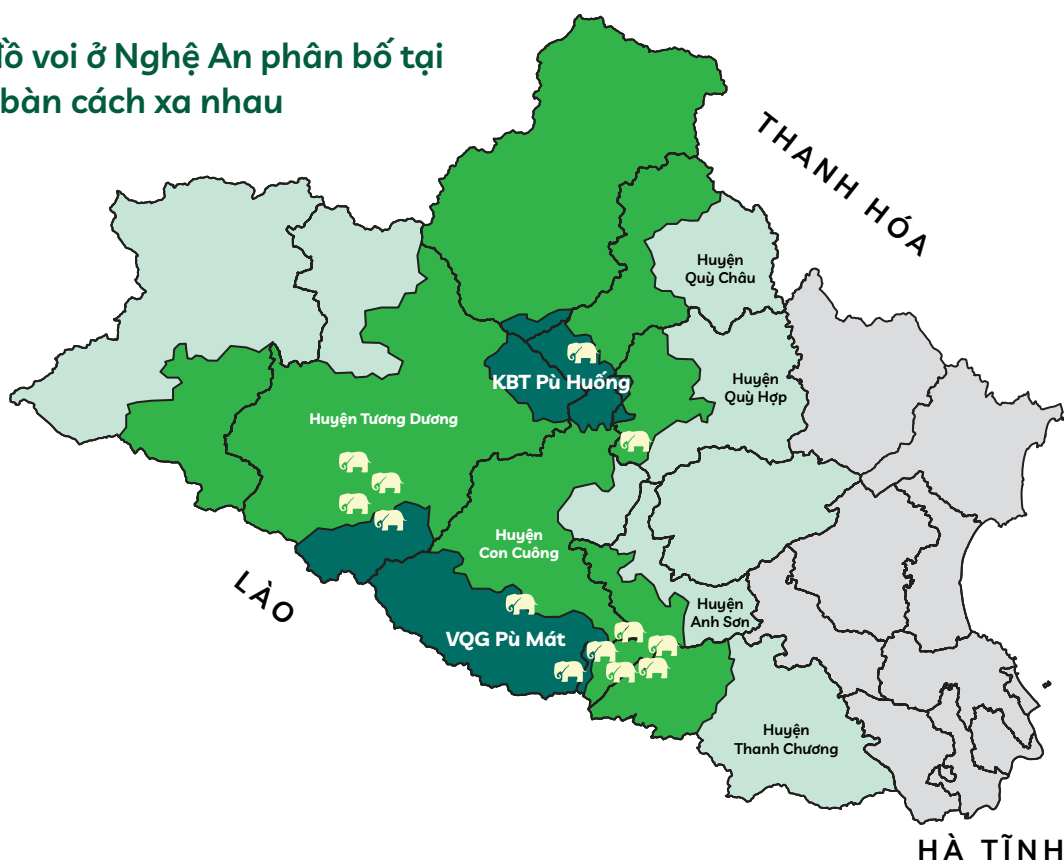 voi ở Nghệ An phân bố tại
bàn cách xa nhau
THANH HÓA
Huyện
Quỳ Châu
KBT Pù Huống
Huyện
Quỳ Hợp
Huyện Tương Dương
Huyện
Con Cuông
LÀO
Huyện
Anh Sơn
VQG Pù Mát
Huyện
Thanh Chương
HÀ TĨNH